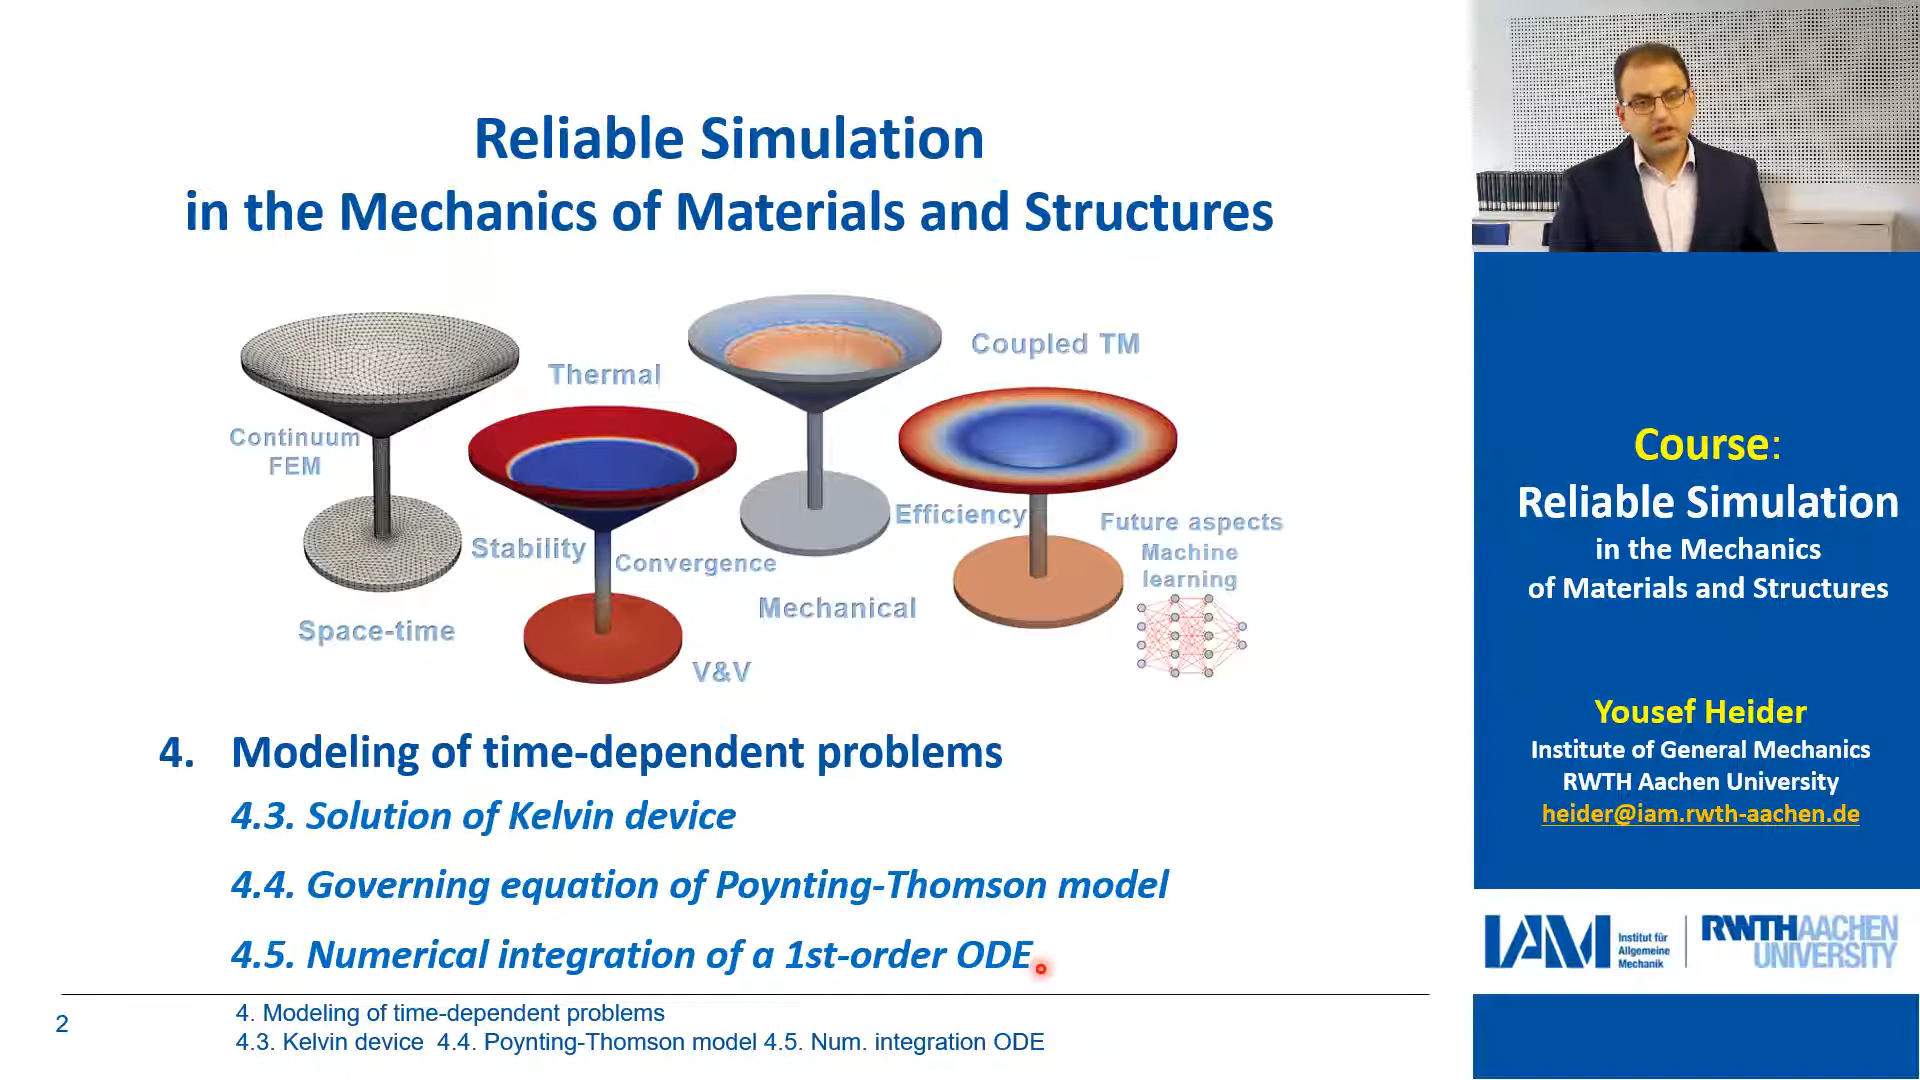 Reliable Simulation
in the Mechanics of Materials and Structures
Coupled TM
Thermal
Continuum
FEM
Efficiency
Future aspects
Machine
learning
Stability
Convergence
Mechanical
Space-time
V&V
4. Modeling of time-dependent problems
4.3. Solution of Kelvin device
4.4. Governing equation of Poynting-Thomson model
4.5. Numerical integration of a 1st-order ODE
2
4. Modeling of time-dependent problems
4.3. Kelvin device 4.4. Poynting-Thomson model 4.5. Num. integration ODE
Course:
Reliable Simulation
in the Mechanics
of Materials and Structures
Yousef Heider
Institute of General Mechanics
RWTH Aachen University
heider@iam.rwth-aachen.de
IAM
Institut für
Allgemeine
Mechanik
RWTH AACHEN
UNIVERSITY